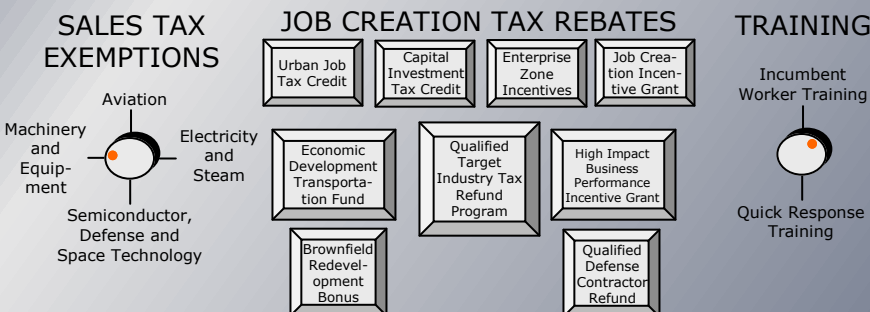 SALES TAX
EXEMPTIONS
Aviation
Machinery
and
Equip-
ment
Electricity
and
Steam
Semiconductor,
Defense and
Space Technology
JOB CREATION TAX REBATES
Urban Job
Tax Credit
Capital
Investment
Tax Credit
Enterprise
Zone
Incentives
Job Crea-
tion Incen-
tive Grant
Economic
Development
Transporta-
tion Fund
Qualified
Target
Industry Tax
Refund
Program
High Impact
Business
Performance
Incentive Grant
Brownfield
Redevel-
opment
Bonus
Qualified
Defense
Contractor
Refund
TRAINING
Incumbent
Worker Training
Quick Response
Training